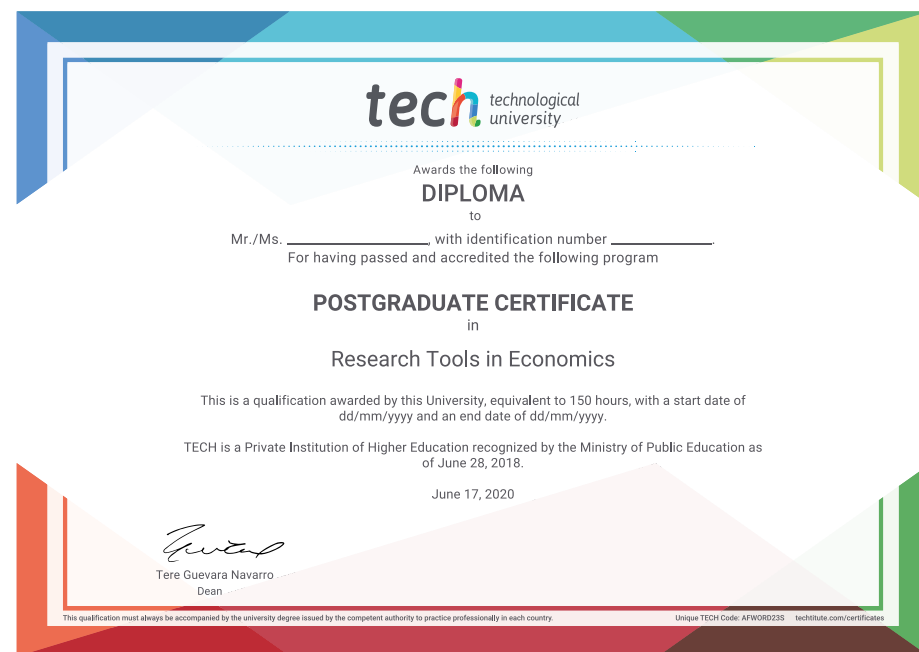 tech technological
university
Awards the following
DIPLOMA
to
Mr./Ms. ____________, with identification number ____________.
For having passed and accredited the following program
POSTGRADUATE CERTIFICATE
in
Research Tools in Economics
This is a qualification awarded by this University, equivalent to 150 hours, with a start date of
dd/mm/yyyy and an end date of dd/mm/yyyy.
TECH is a Private Institution of Higher Education recognized by the Ministry of Public Education as
of June 28, 2018.
June 17, 2020
Tere Guevara Navarro
Dean
This qualification must always be accompanied by the university degree issued by the competent authority to practice professionally in each country. Unique TECH Code: AFWORD23S techtitute.com/certificates